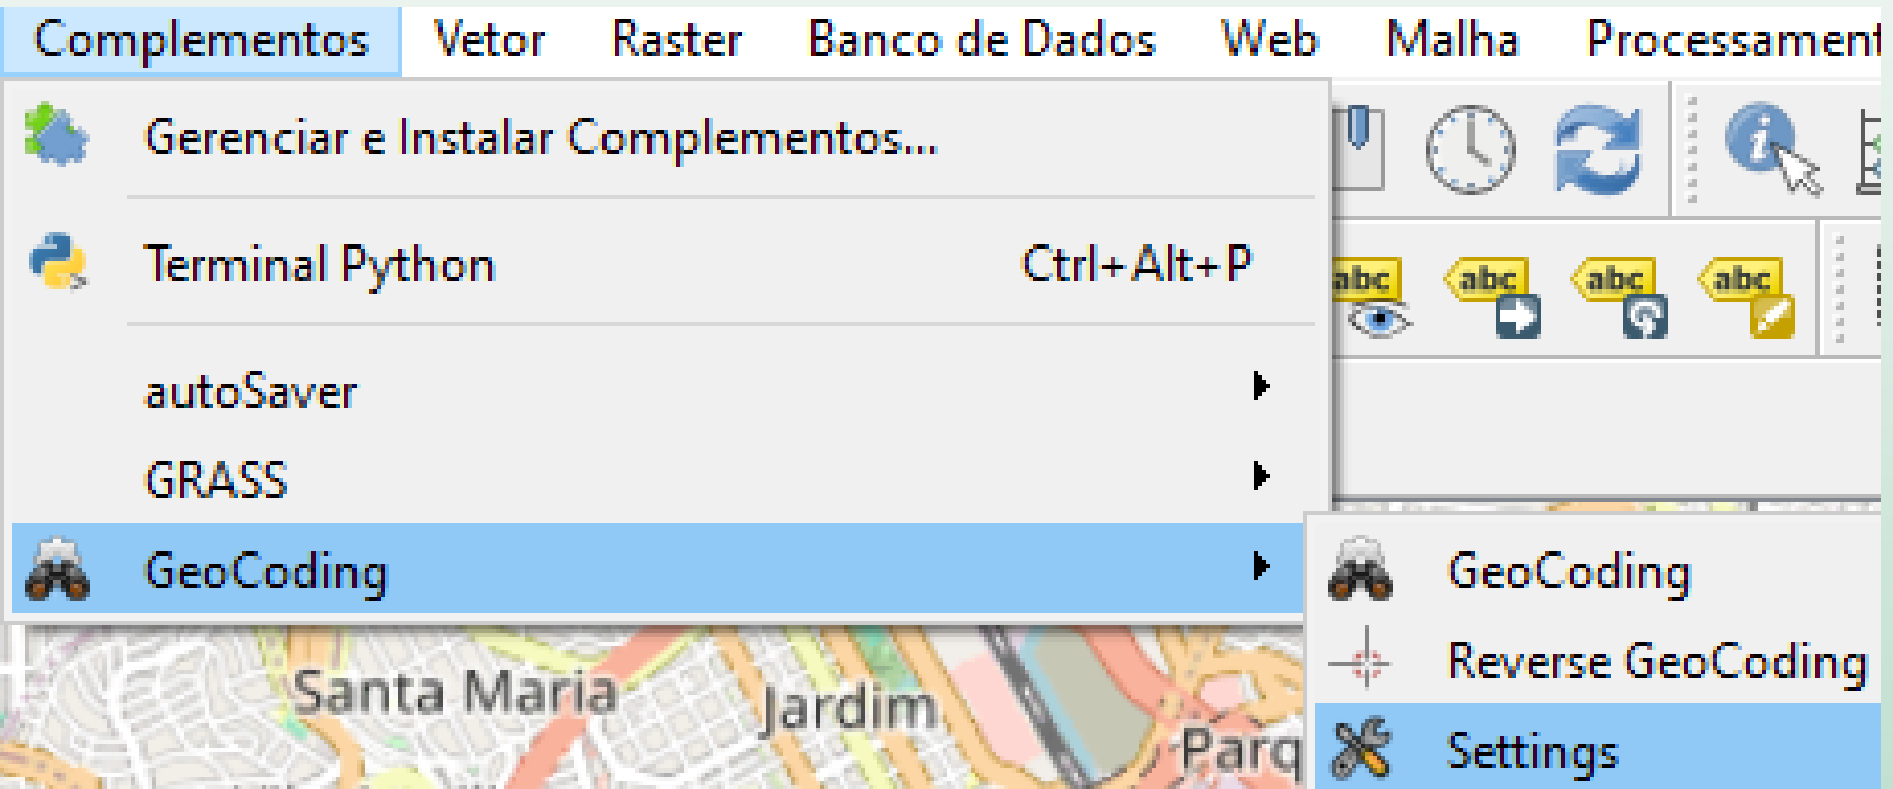 Complementos Vetor Raster Banco de Dados Web Malha Processament
Gerenciar e Instalar Complementos...
Terminal Python Ctrl+Alt+P
abc abc abc abc
autoSaver
GRASS
GeoCoding
GeoCoding
Reverse GeoCoding
Settings
Santa Maria
Jardim
Parq